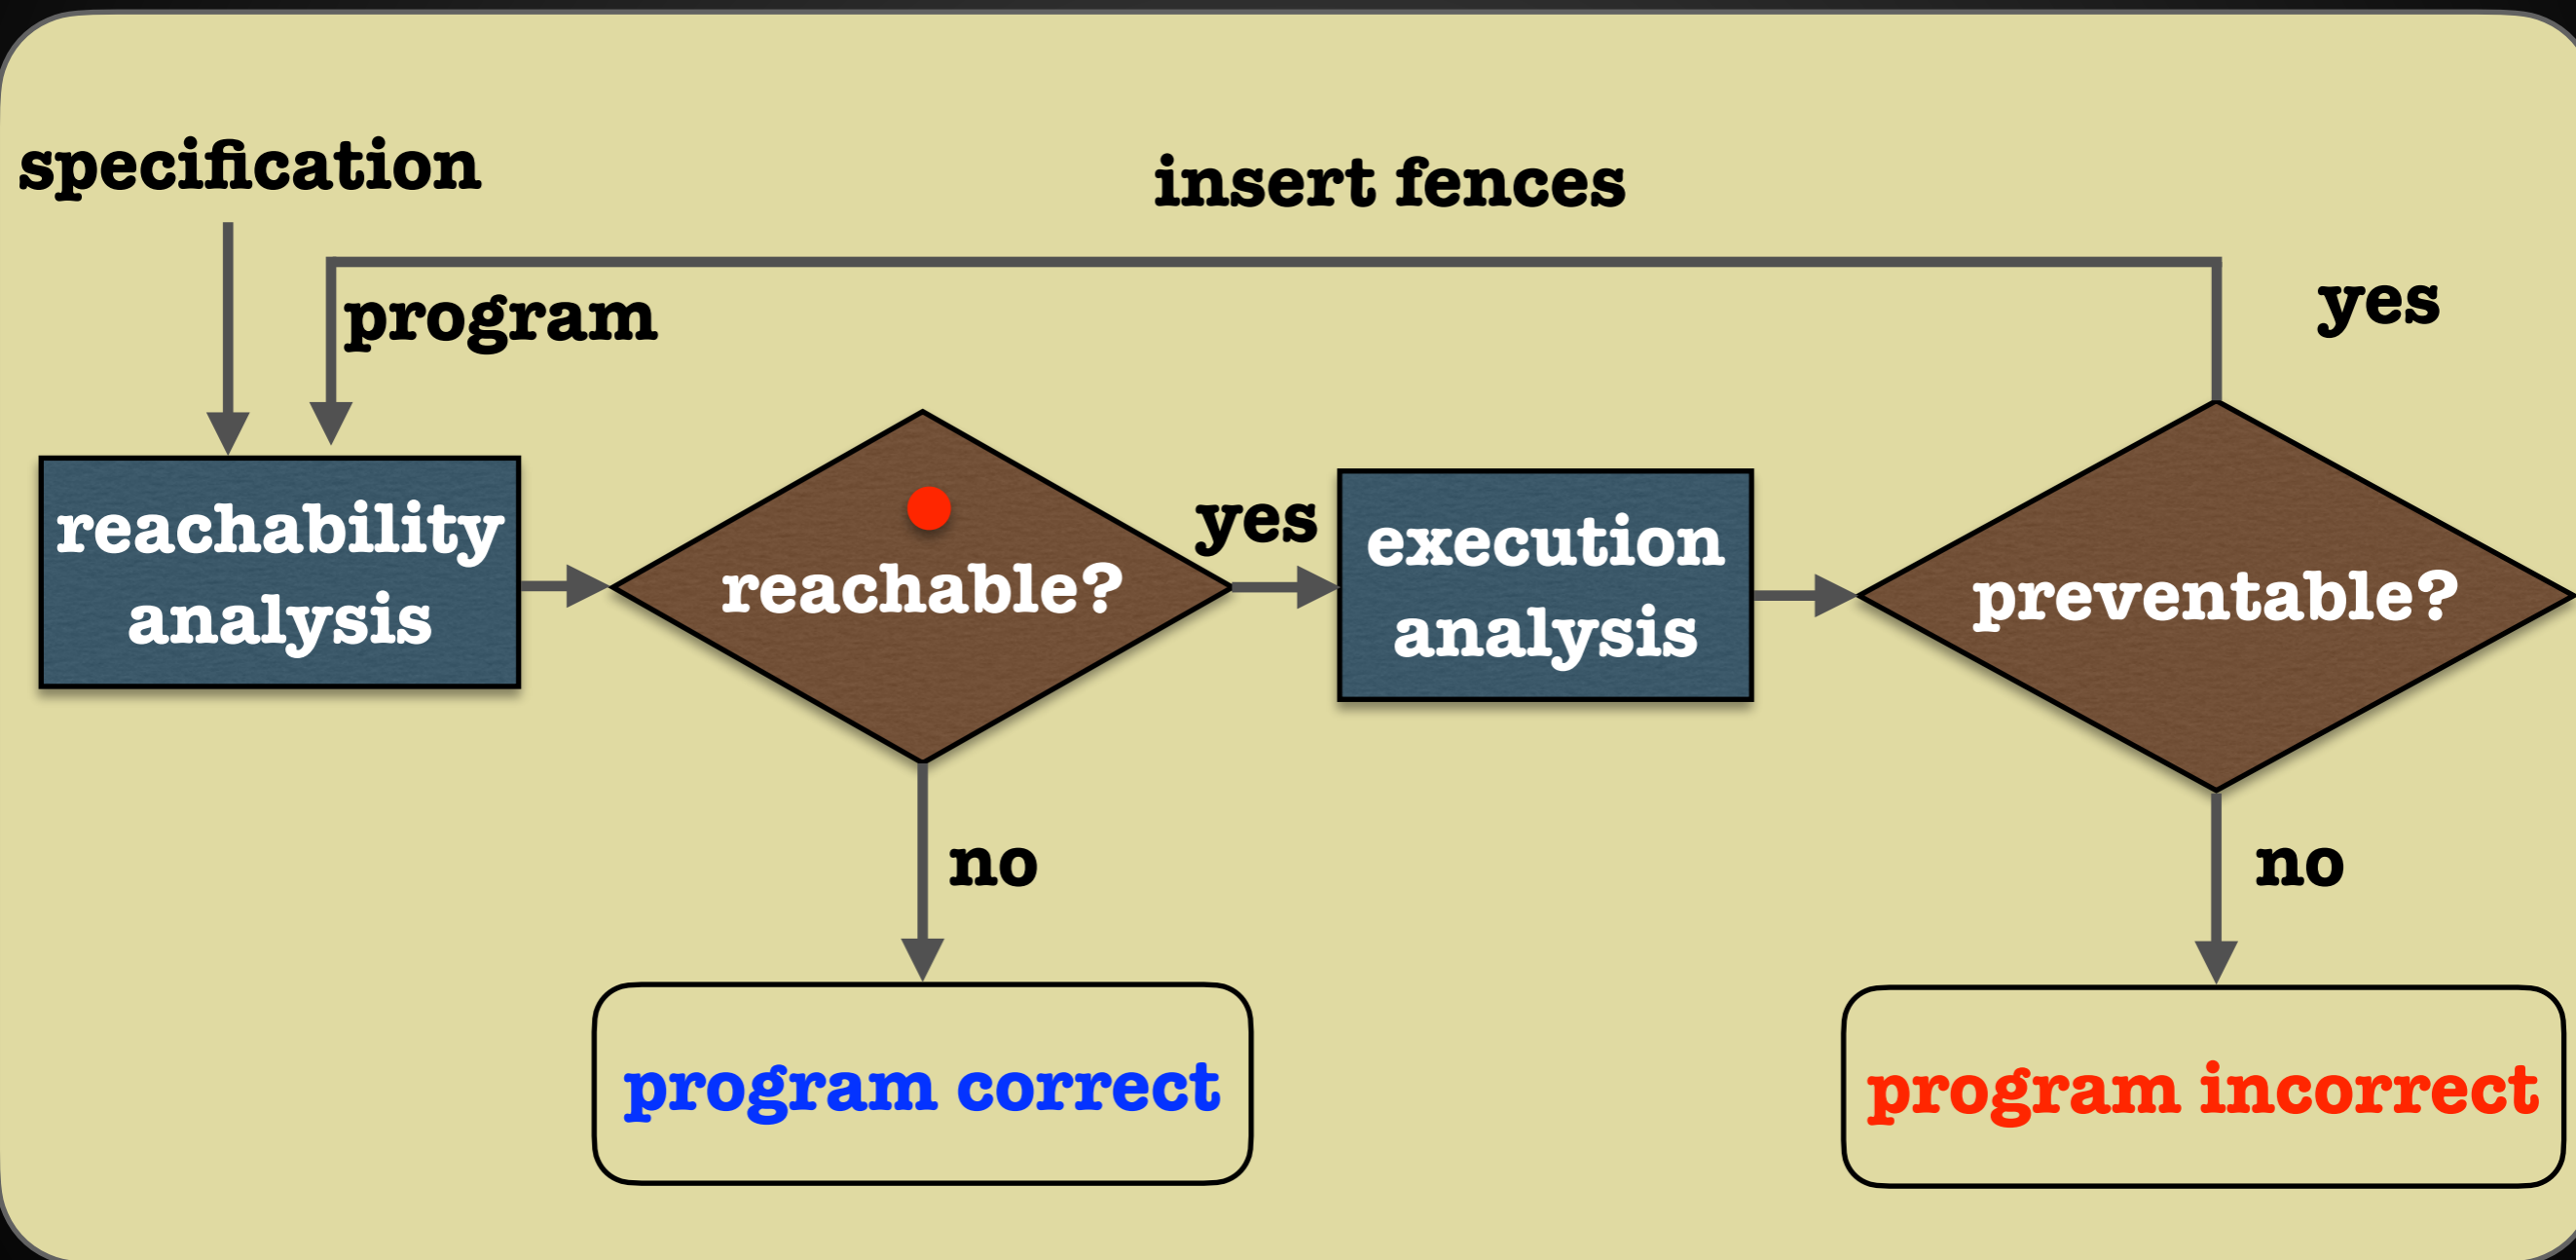 specification
insert fences
program
yes
reachability
analysis
reachable?
yes
execution
analysis
preventable?
no
no
program correct
program incorrect